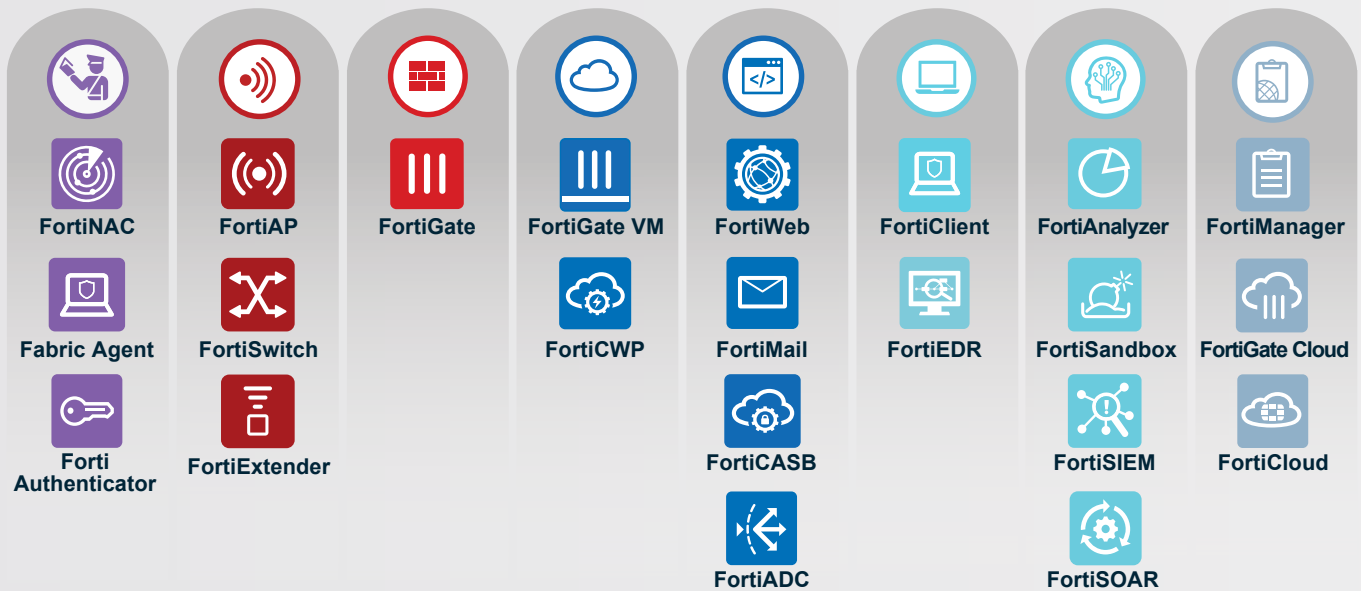 </>
FortiNAC
FortiAP
FortiGate
FortiGate VM
FortiWeb
FortiClient
FortiAnalyzer
FortiManager
Fabric Agent
FortiSwitch
FortiCWP
FortiMail
FortiEDR
FortiSandbox
FortiGate Cloud
Forti
Authenticator
FortiExtender
FortiCASB
FortiSIEM
FortiCloud
FortiADC
FortiSOAR